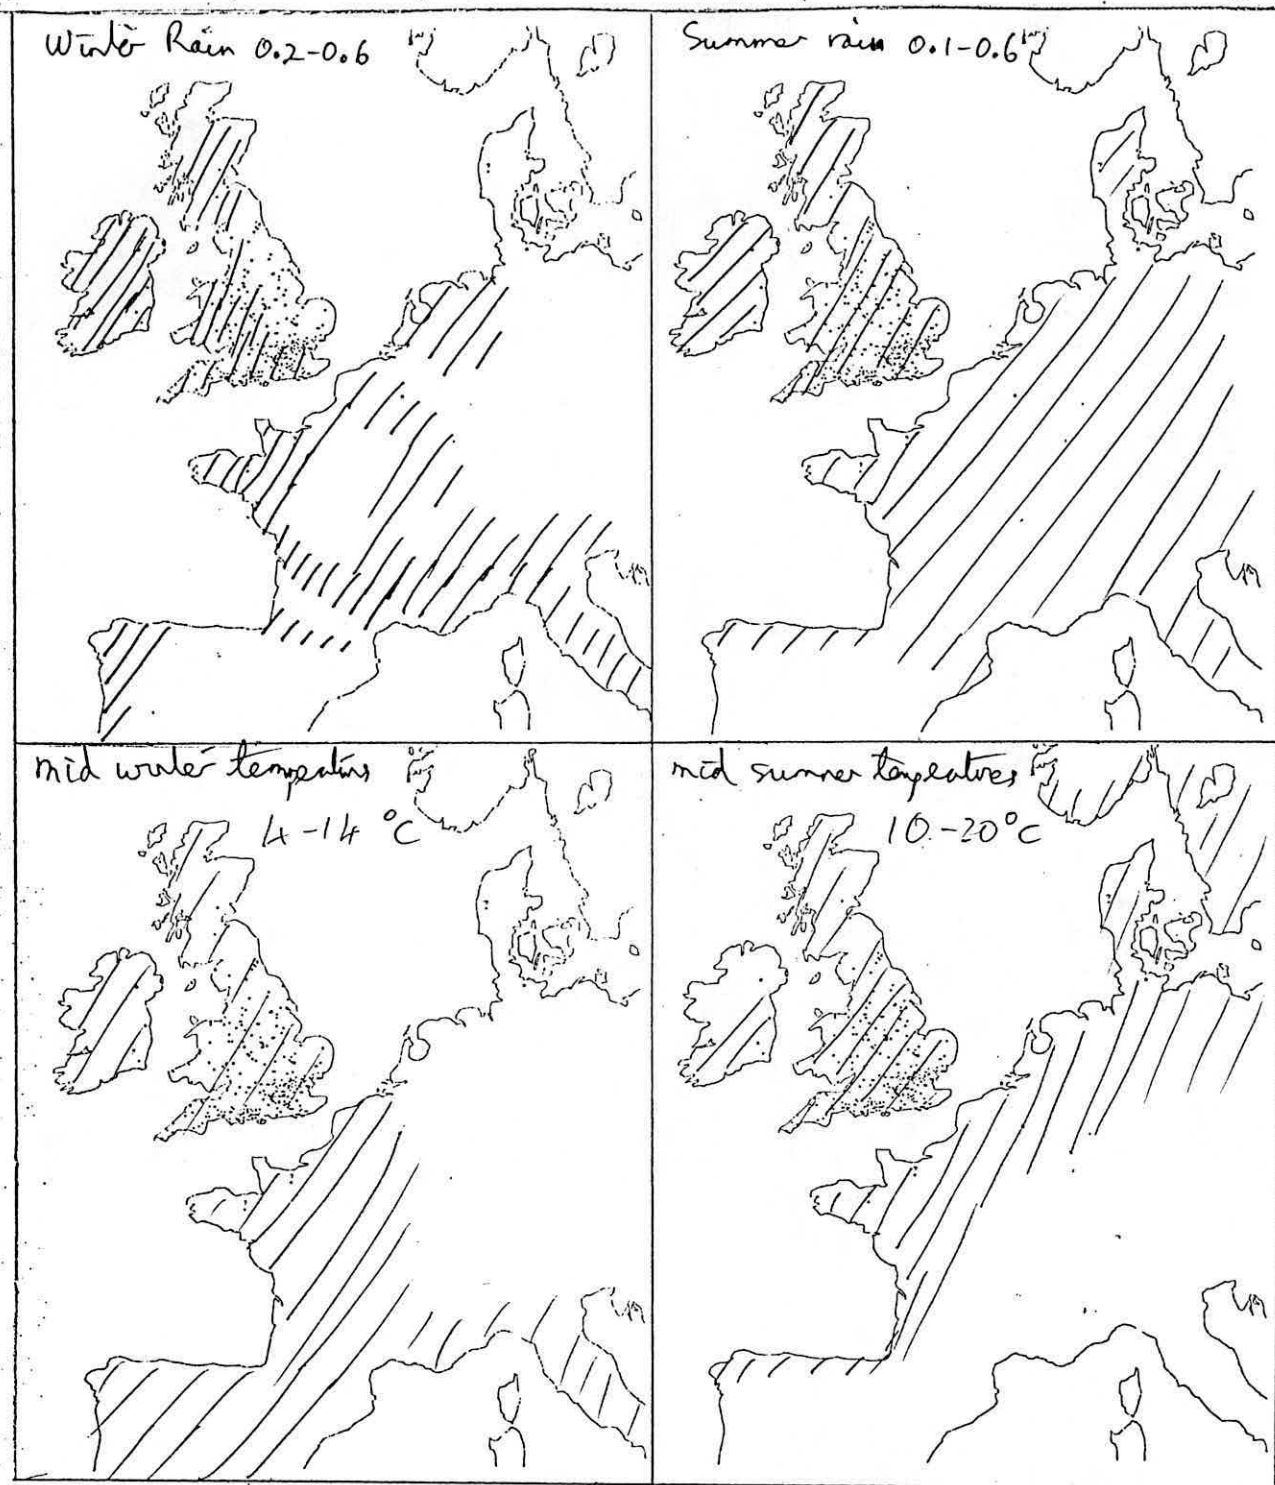 Winter Rain 0.2-0.6
Summer rain 0.1-0.6
mid winter tempertures
4-14 °C
mid summer temperatures
10-20°C